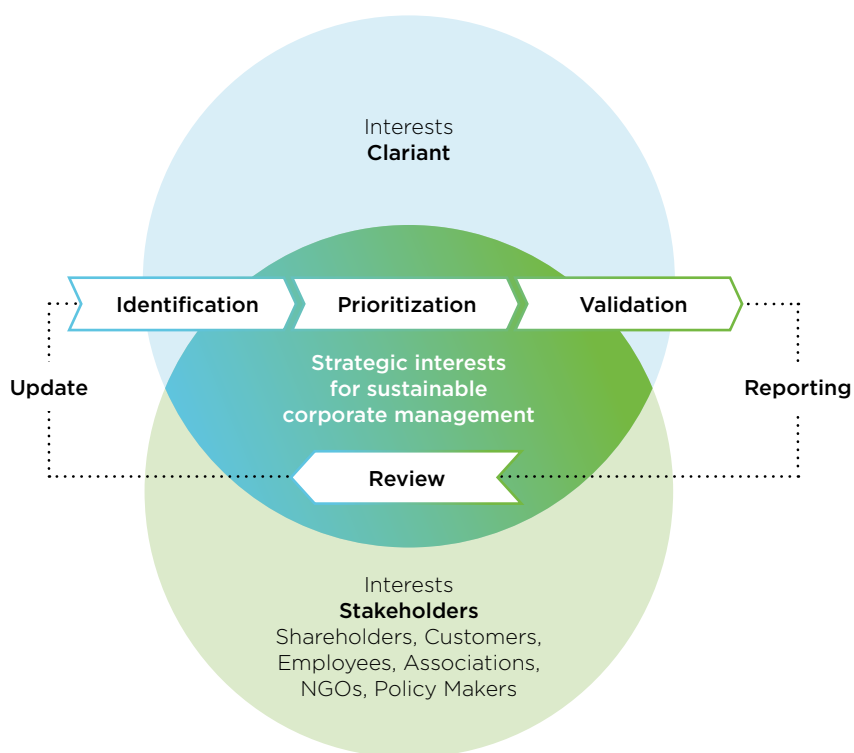 Interests
Clariant
Identification
Prioritization
Validation
Strategic interests
for sustainable
corporate management
Update
Reporting
Review
Interests
Stakeholders
Shareholders, Customers,
Employees, Associations,
NGOs, Policy Makers